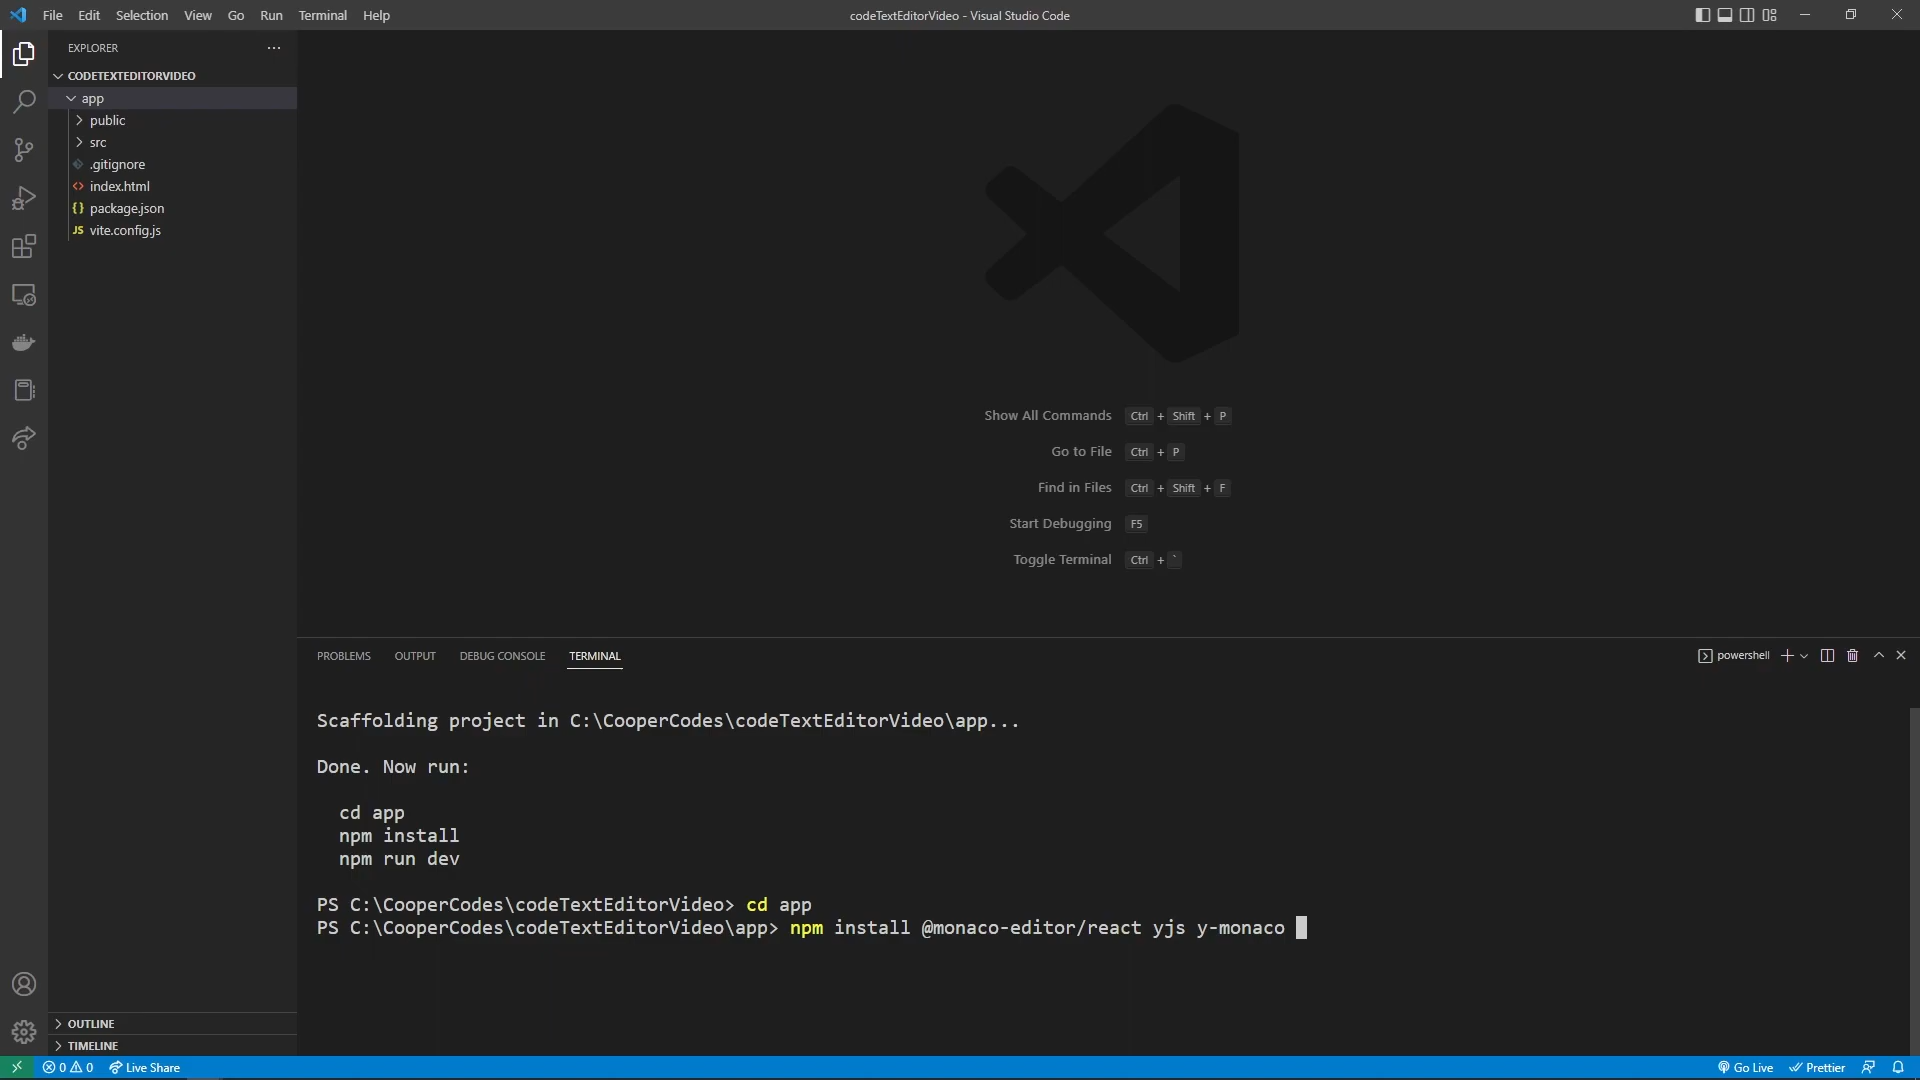 File Edit Selection View Go Run Terminal Help
codeTextEditorVideo - Visual Studio Code
EXPLORER
CODETEXTEDITORVIDEO
app
public
src
.gitignore
index.html
package.json
JS vite.config.js
Show All Commands Ctrl + Shift + P
Go to File Ctrl + P
Find in Files Ctrl + Shift + F
Start Debugging F5
Toggle Terminal Ctrl + `
PROBLEMS OUTPUT DEBUG CONSOLE TERMINAL
powershell
Scaffolding project in C:\CooperCodes\codeTextEditorVideo\app...
Done. Now run:
cd app
npm install
npm run dev
PS C:\CooperCodes\codeTextEditorVideo> cd app
PS C:\CooperCodes\codeTextEditorVideo\app> npm install @monaco-editor/react yjs y-monaco
OUTLINE
TIMELINE
0 0 Live Share
Go Live Prettier